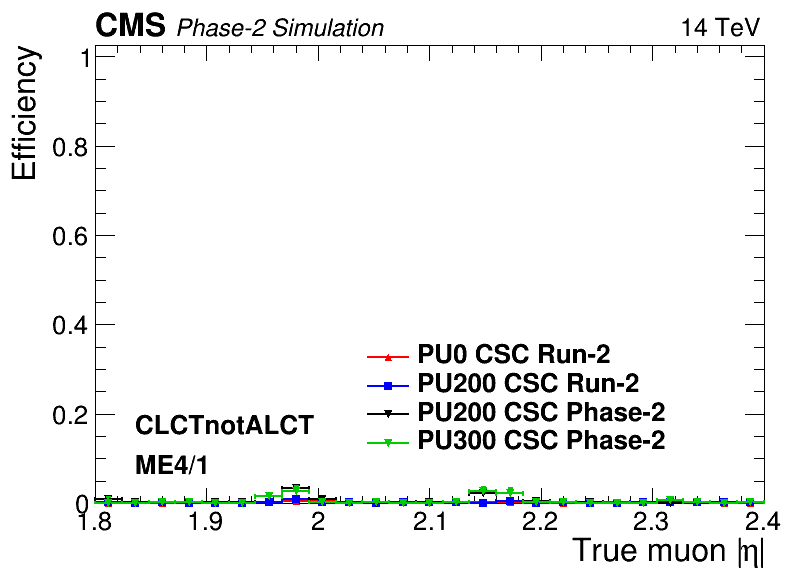 CMS Phase-2 Simulation 14 TeV
Efficiency
1
0.8
0.6
0.4
0.2
0
PU0 CSC Run-2
PU200 CSC Run-2
PU200 CSC Phase-2
PU300 CSC Phase-2
CLCTnotALCT
ME4/1
1.8 1.9 2 2.1 2.2 2.3 2.4
True muon |η|